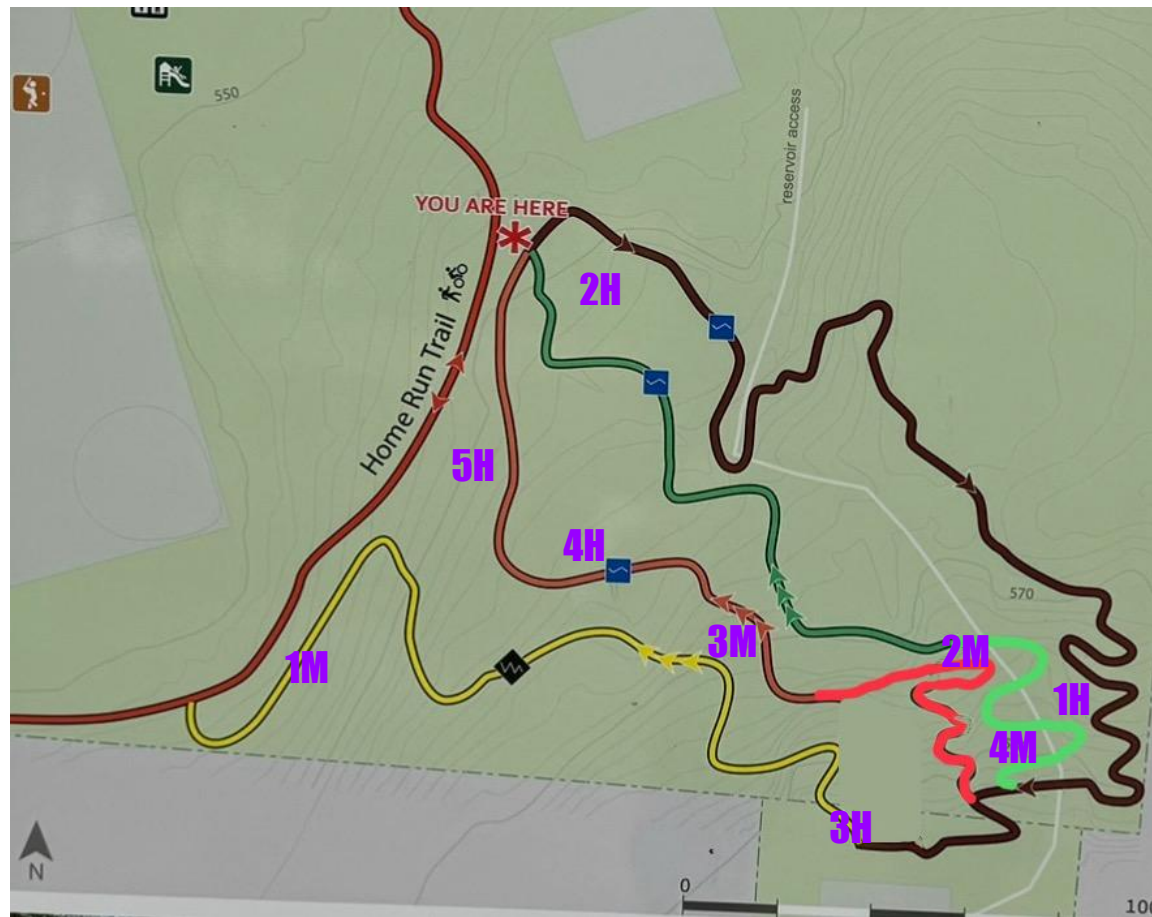 550
reservoir access
YOU ARE HERE
2H
Home Run Trail
5H
4H
570
3M
2M
1M
1H
4M
3H
N
0